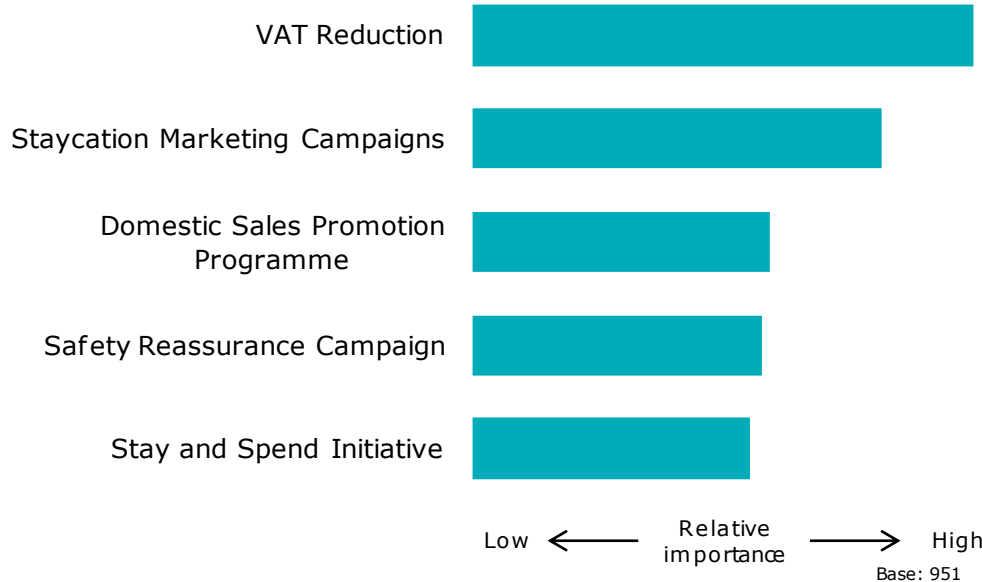 VAT Reduction
Staycation Marketing Campaigns
Domestic Sales Promotion
Programme
Safety Reassurance Campaign
Stay and Spend Initiative
Low
Relative
importance
High
Base: 951